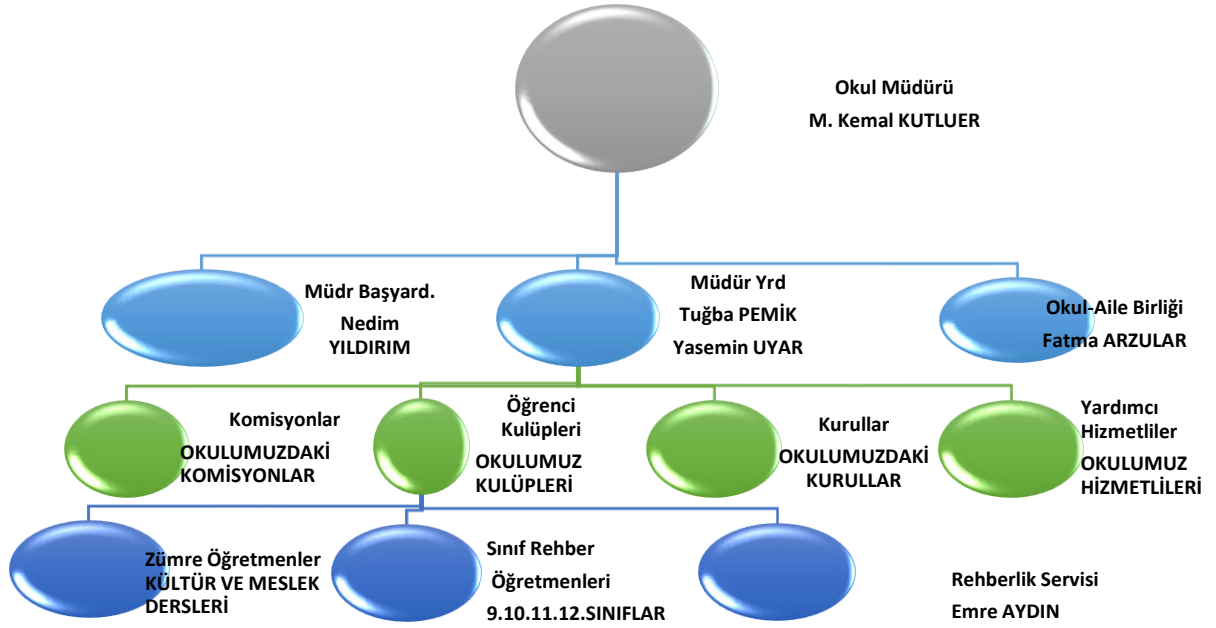 Okul Müdürü
M. Kemal KUTLUER
Müdr Başyard.
Nedim
YILDIRIM
Müdür Yrd
Tuğba PEMİK
Yasemin UYAR
Okul-Aile Birliği
Fatma ARZULAR
Komisyonlar
OKULUMUZDAKİ
KOMİSYONLAR
Öğrenci
Kulüpleri
OKULUMUZ
KULÜPLERİ
Kurullar
OKULUMUZDAKİ
KURULLAR
Yardımcı
Hizmetliler
OKULUMUZ
HİZMETLİLERİ
Zümre Öğretmenler
KÜLTÜR VE MESLEK
DERSLERİ
Sınıf Rehber
Öğretmenleri
9.10.11.12.SINIFLAR
Rehberlik Servisi
Emre AYDIN